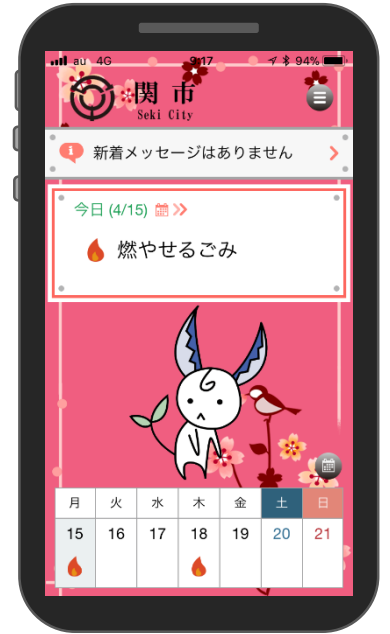 au 4G 9:17 94%
関市
Seki City
新着メッセージはありません
今日 (4/15)
燃やせるごみ
月 火 水 木 金 土 日
15 16 17 18 19 20 21